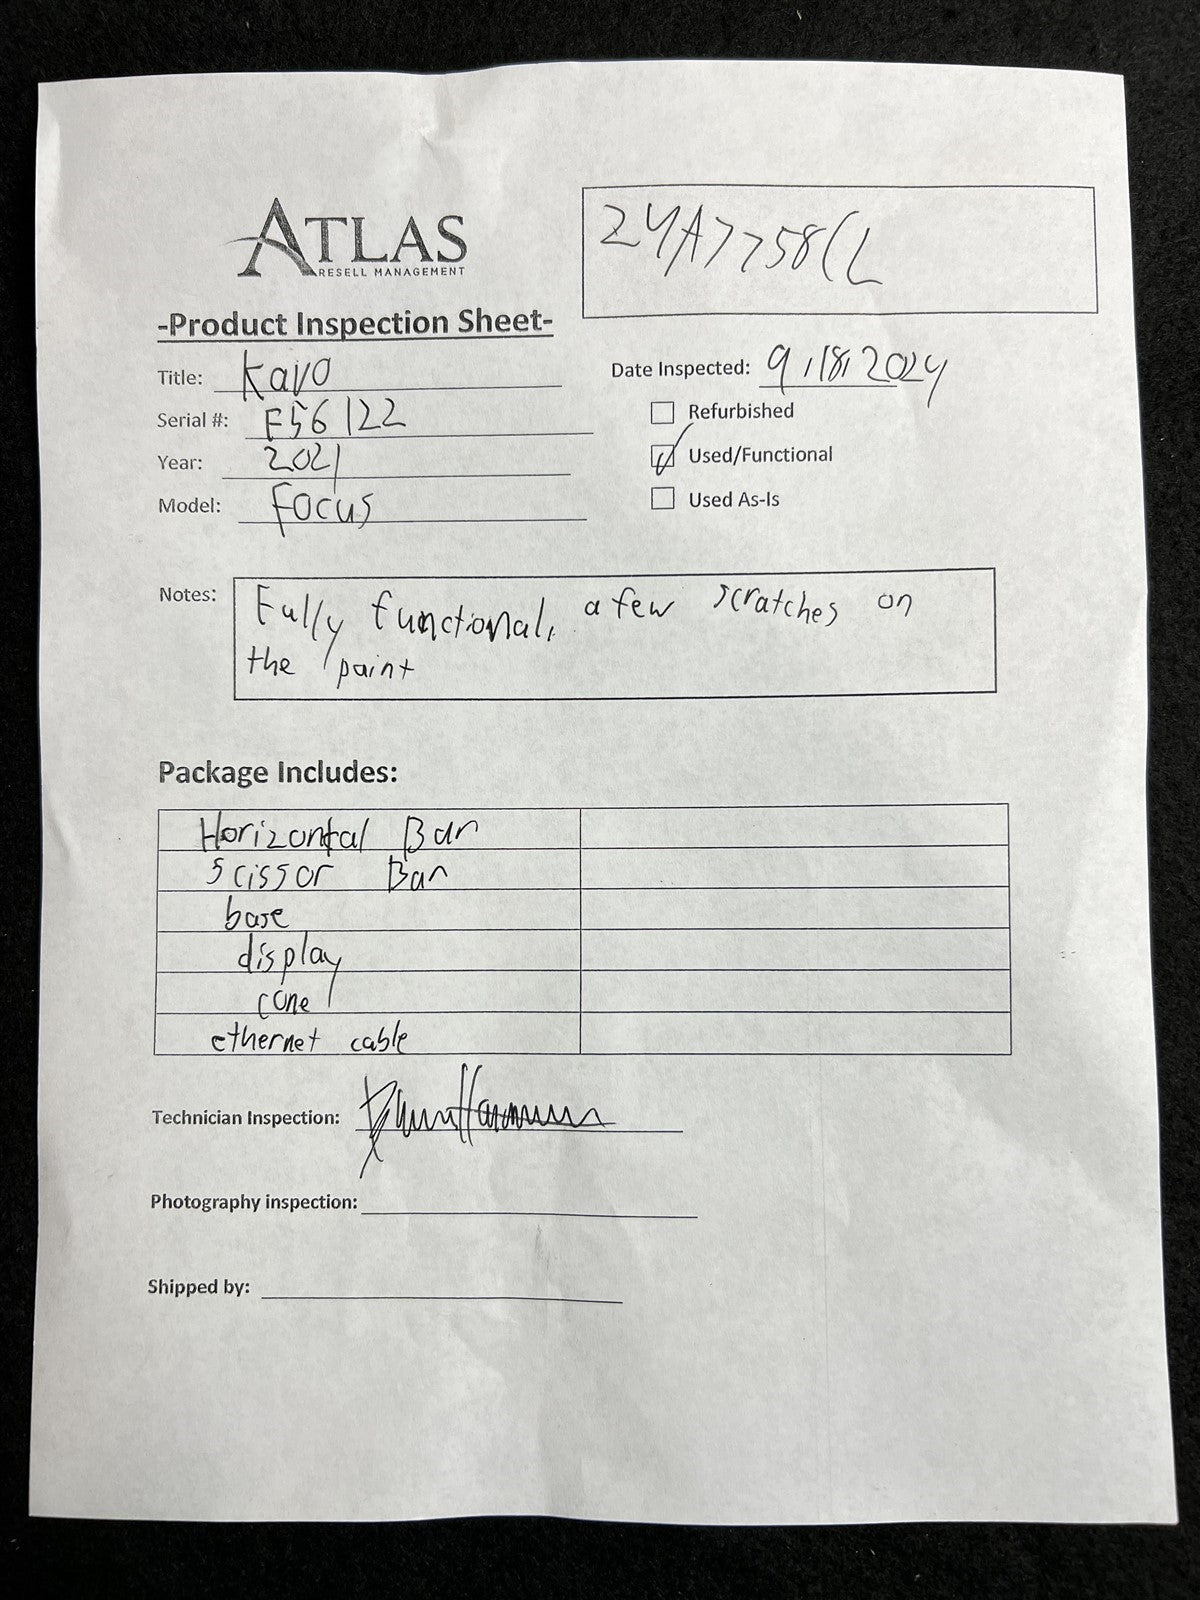 ATLAS
RESELL MANAGEMENT
24A7758CL
-Product Inspection Sheet-
Title: Kavo
Date Inspected: 9/18/2024
Serial #: F56122
Refurbished
Year: 2021
Used/Functional
Model: Focus
Used As-Is
Notes: Fully functional, a few scratches on
the paint
Package Includes:
Horizontal Bar
Scissor Bar
base
display
cone
ethernet cable
Technician Inspection:
Photography inspection:
Shipped by: